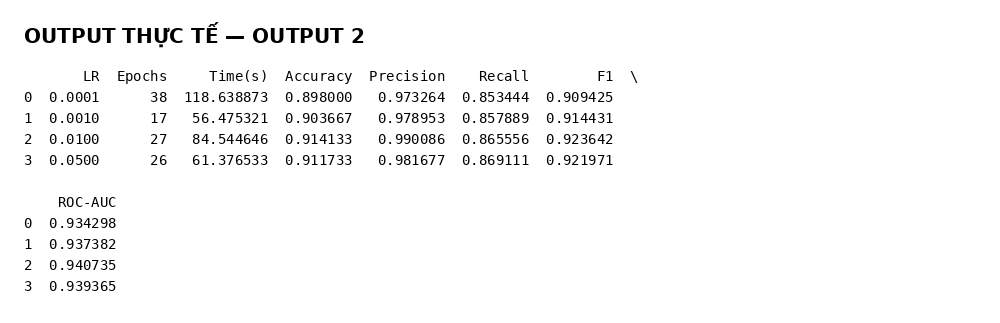 OUTPUT THỰC TẾ — OUTPUT 2
LR Epochs Time(s) Accuracy Precision Recall F1 \
0 0.0001 38 118.638873 0.898000 0.973264 0.853444 0.909425
1 0.0010 17 56.475321 0.903667 0.978953 0.857889 0.914431
2 0.0100 27 84.544646 0.914133 0.990086 0.865556 0.923642
3 0.0500 26 61.376533 0.911733 0.981677 0.869111 0.921971
ROC-AUC
0 0.934298
1 0.937382
2 0.940735
3 0.939365